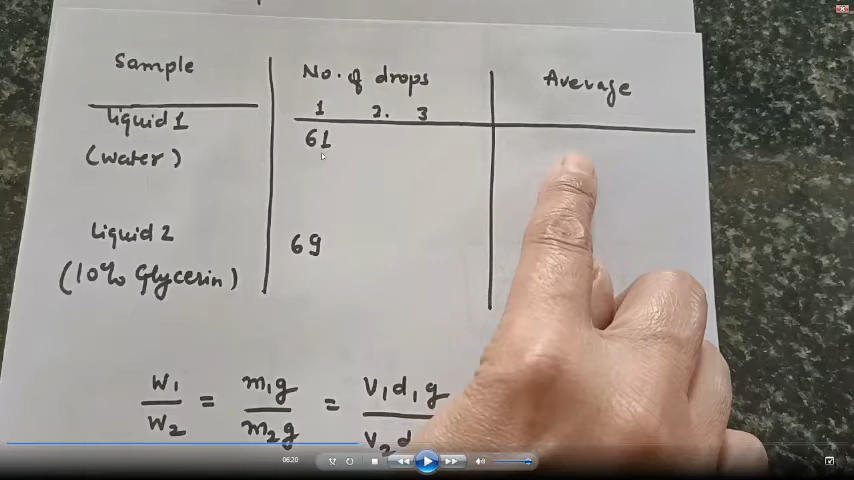 Sample No. of drops Average
1 2. 3
liquid 1 61
(water)
liquid 2 69
(10% Glycerin)
W1/W2 = m1g/m2g = V1d1g/V2d
06:20